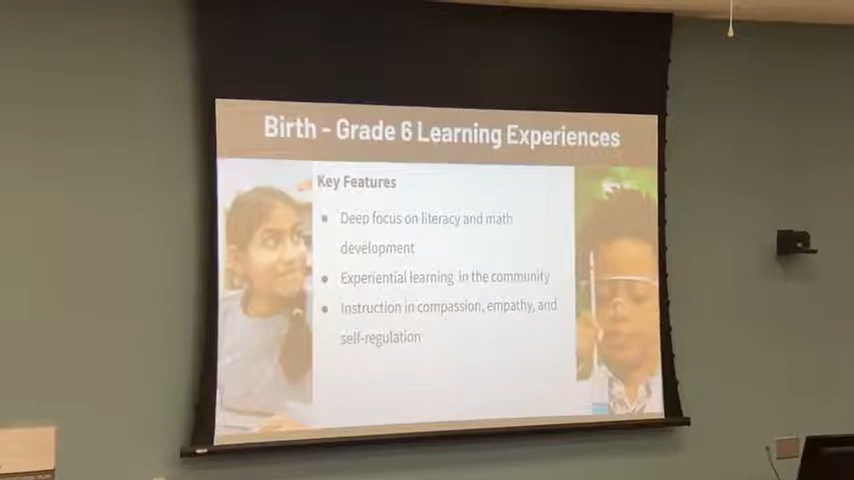 Birth - Grade 6 Learning Experiences
Key Features
Deep focus on literacy and math
development
Experiential learning in the community
Instruction in compassion, empathy, and
self-regulation